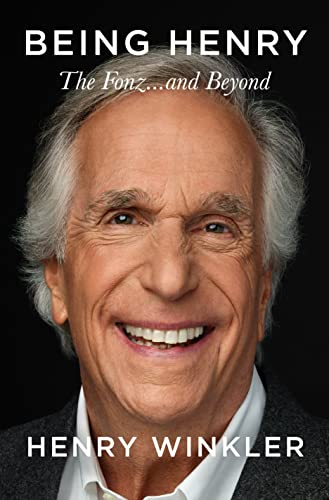 BEING HENRY
The Fonz...and Beyond
HENRY WINKLER